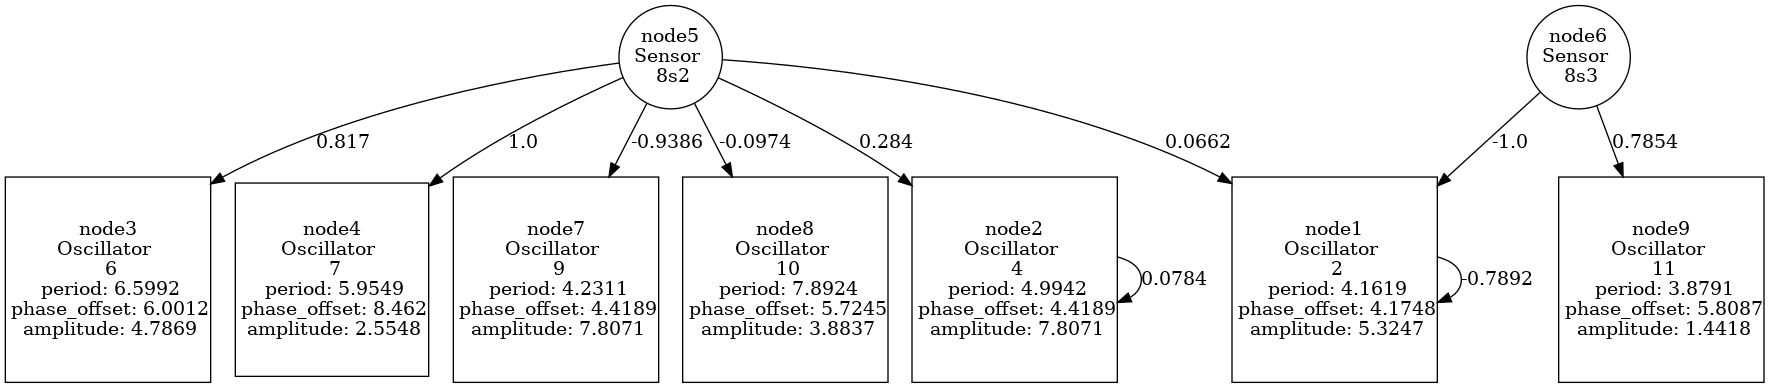 node5
Sensor
8s2
node6
Sensor
8s3
0.817
1.0
-0.9386
-0.0974
0.284
0.0662
-1.0
0.7854
node3
Oscillator
6
period: 6.5992
phase_offset: 6.0012
amplitude: 4.7869
node4
Oscillator
7
period: 5.9549
phase_offset: 8.462
amplitude: 2.5548
node7
Oscillator
9
period: 4.2311
phase_offset: 4.4189
amplitude: 7.8071
node8
Oscillator
10
period: 7.8924
phase_offset: 5.7245
amplitude: 3.8837
node2
Oscillator
4
period: 4.9942
phase_offset: 4.4189
amplitude: 7.8071
0.0784
node1
Oscillator
2
period: 4.1619
phase_offset: 4.1748
amplitude: 5.3247
-0.7892
node9
Oscillator
11
period: 3.8791
phase_offset: 5.8087
amplitude: 1.4418